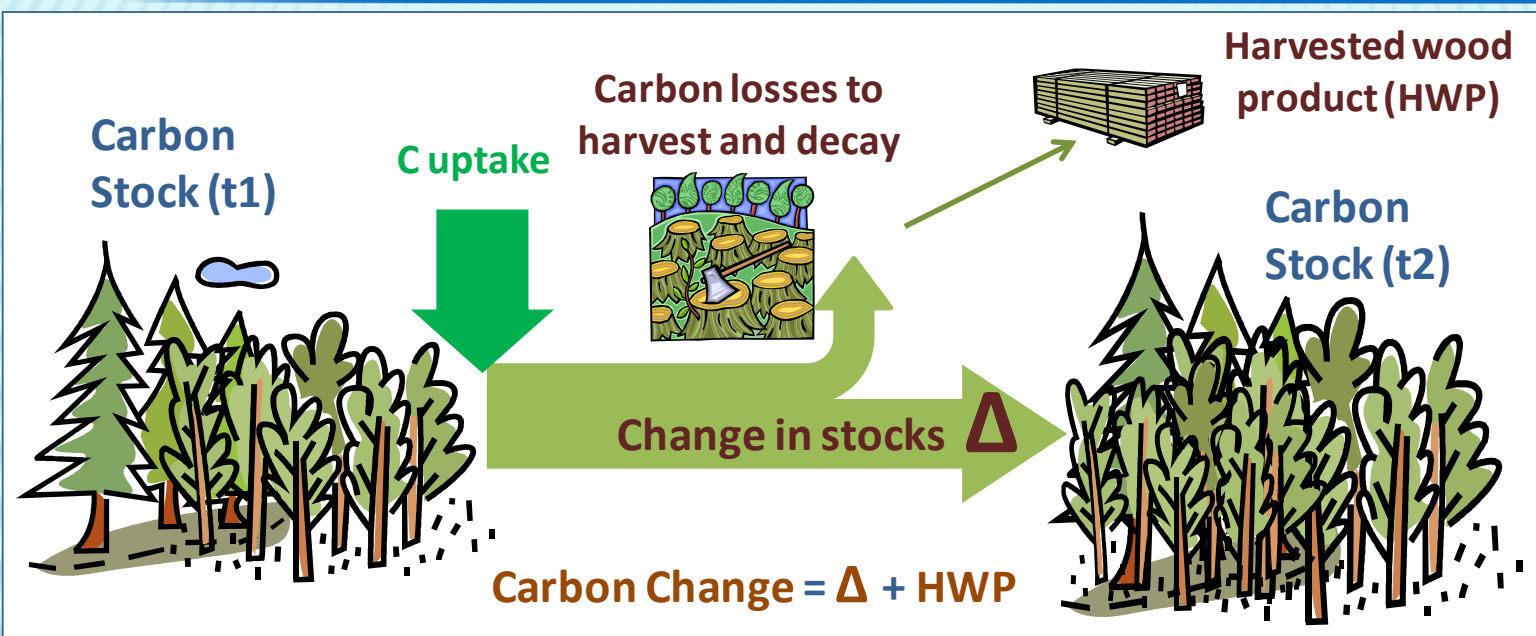 Carbon
Stock (t1)
C uptake
Carbon losses to
harvest and decay
Harvested wood
product (HWP)
Carbon
Stock (t2)
Change in stocks Δ
Carbon Change = Δ + HWP